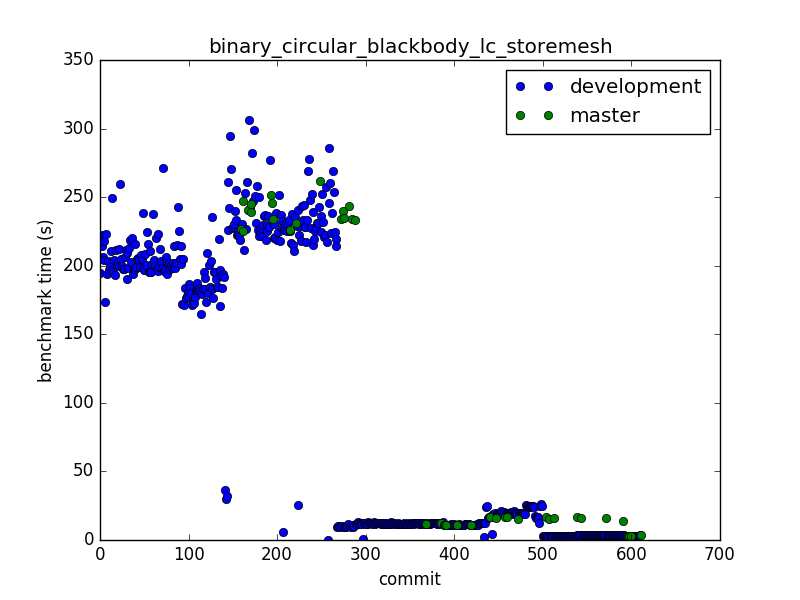 binary_circular_blackbody_lc_storemesh
development
master
350
300
250
200
150
100
50
0
benchmark time (s)
0 100 200 300 400 500 600 700
commit